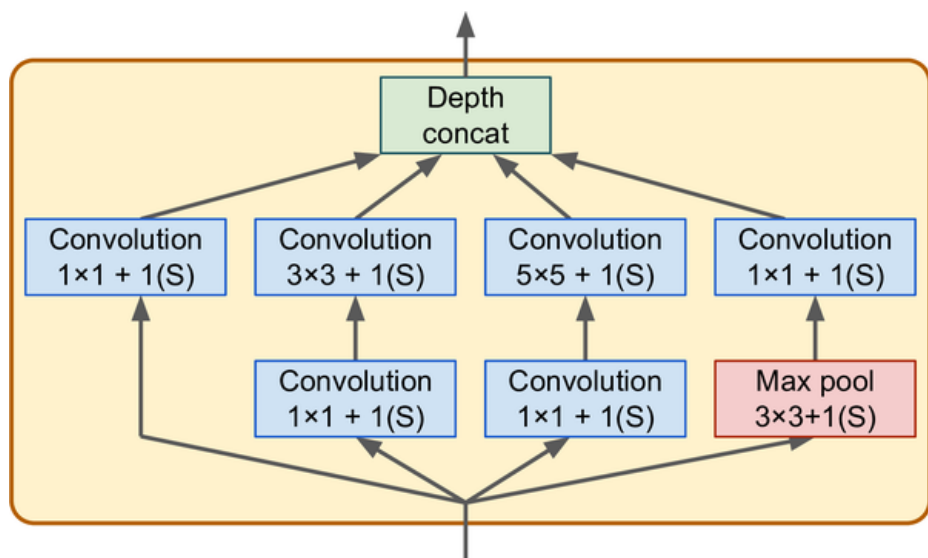 Depth
concat
Convolution
1×1 + 1(S)
Convolution
3×3 + 1(S)
Convolution
5×5 + 1(S)
Convolution
1×1 + 1(S)
Convolution
1×1 + 1(S)
Convolution
1×1 + 1(S)
Max pool
3×3+1(S)